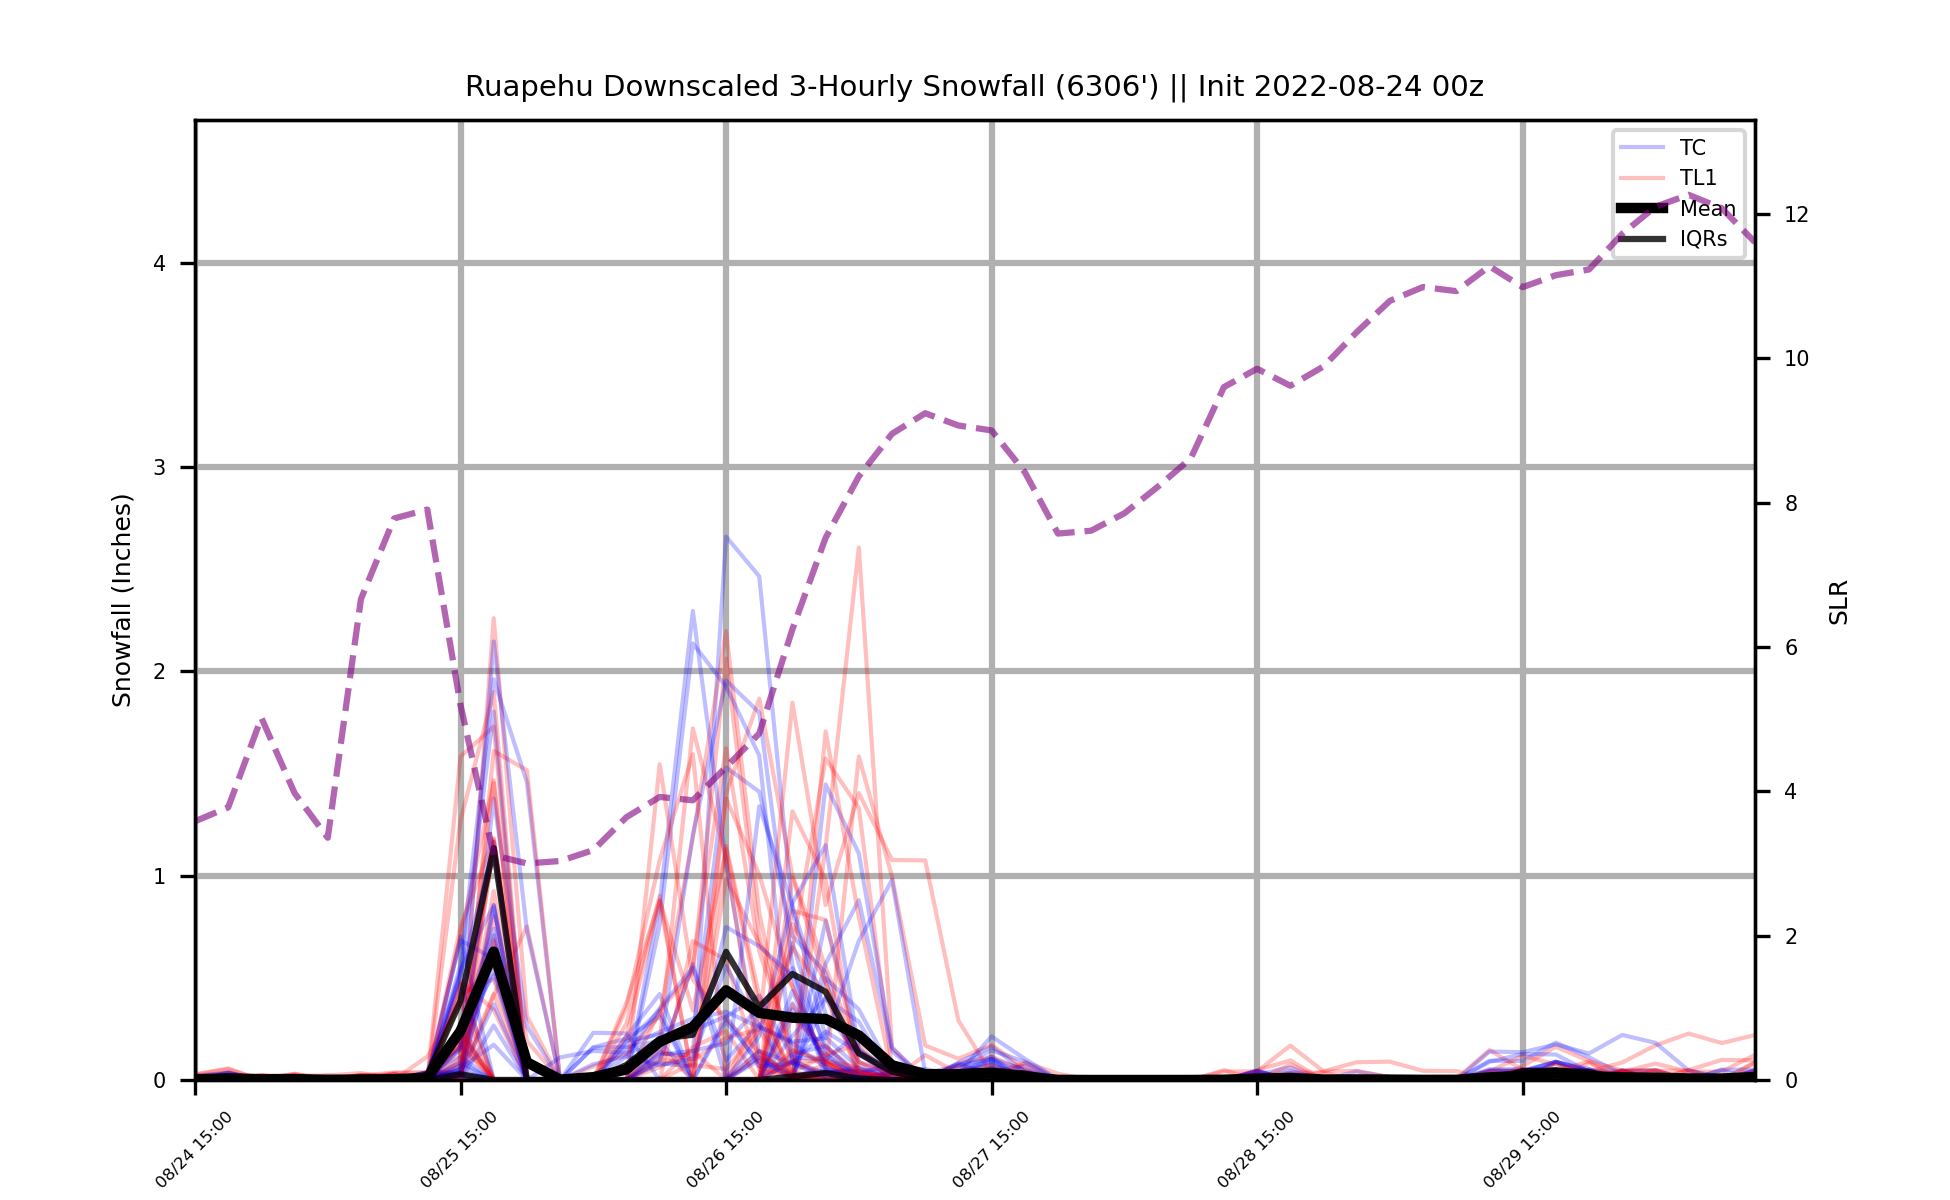 Ruapehu Downscaled 3-Hourly Snowfall (6306') || Init 2022-08-24 00z
TC
TL1
Mean
IQRs
Snowfall (Inches)
4
3
2
1
0
12
10
8
6
4
2
0
SLR
08/24 15:00
08/25 15:00
08/26 15:00
08/27 15:00
08/28 15:00
08/29 15:00